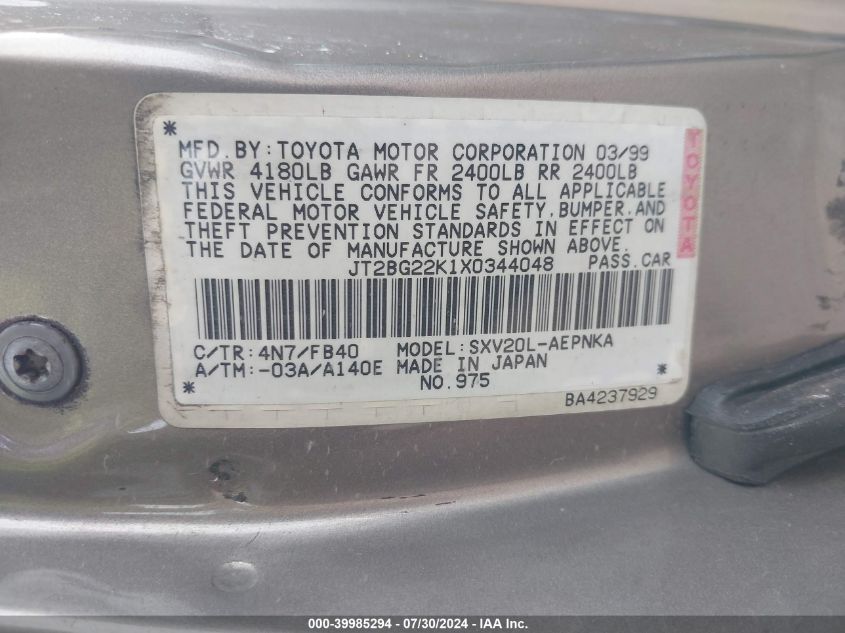 *
MFD.BY:TOYOTA MOTOR CORPORATION 03/99
GVWR 4180LB GAWR FR 2400LB RR 2400LB
THIS VEHICLE CONFORMS TO ALL APPLICABLE
FEDERAL MOTOR VEHICLE SAFETY,BUMPER,AND
THEFT PREVENTION STANDARDS IN EFFECT ON
THE DATE OF MANUFACTURE SHOWN ABOVE.
JT2BG22K1X0344048 PASS.CAR
TOYOTA
C/TR:4N7/FB40 MODEL:SXV20L-AEPNKA *
A/TM:-03A/A140E MADE IN JAPAN
* NO.975
BA4237929
000-39985294 - 07/30/2024 - IAA Inc.